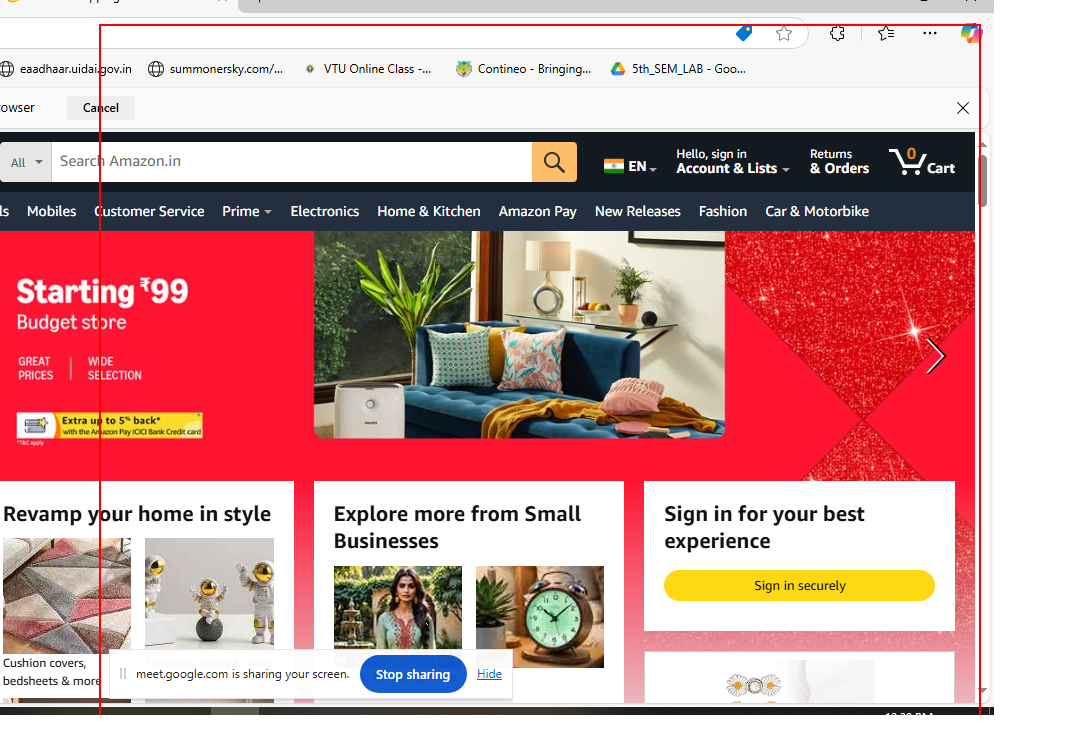 eaadhaar.uidai.gov.in
summonersky.com/...
VTU Online Class -...
Contineo - Bringing...
5th_SEM_LAB - Goo...
rowser
Cancel
All
Search Amazon.in
EN
Hello, sign in
Account & Lists
Returns
& Orders
0
Cart
ls
Mobiles
Customer Service
Prime
Electronics
Home & Kitchen
Amazon Pay
New Releases
Fashion
Car & Motorbike
Starting ₹99
Budget store
GREAT
PRICES
WIDE
SELECTION
Extra up to 5% back*
with the Amazon Pay ICICI Bank Credit card
*T&C apply
PHILIPS
Revamp your home in style
Cushion covers,
bedsheets & more
Explore more from Small
Businesses
Sign in for your best
experience
Sign in securely
meet.google.com is sharing your screen.
Stop sharing
Hide